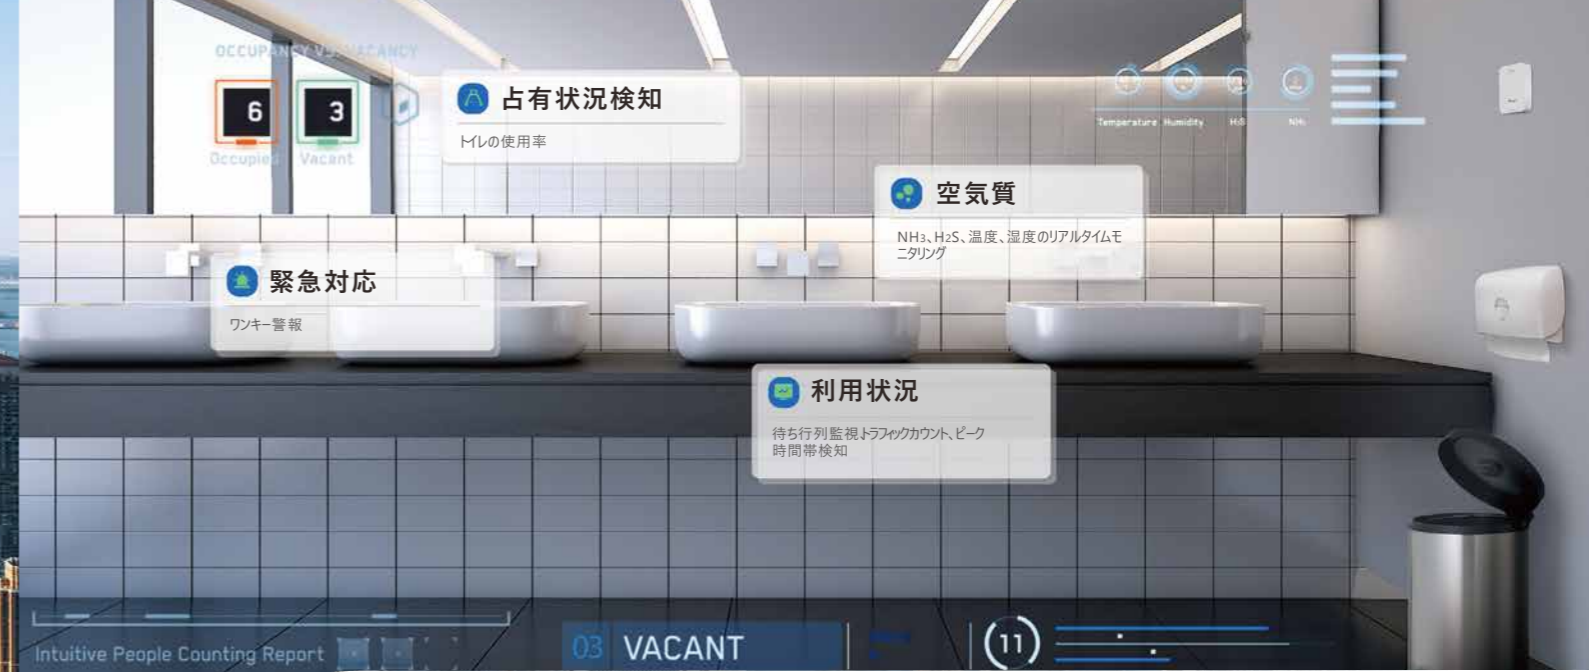 OCCUPANCY VS VACANCY
6
3
Occupied
Vacant
占有状況検知
トイレの使用率
Temperature
Humidity
H₂S
NH₃
空気質
NH₃、H₂S、温度、湿度のリアルタイムモ
ニタリング
緊急対応
ワンキー警報
利用状況
待ち行列監視、トラフィックカウント、ピーク
時間帯検知
Intuitive People Counting Report
03
VACANT
11